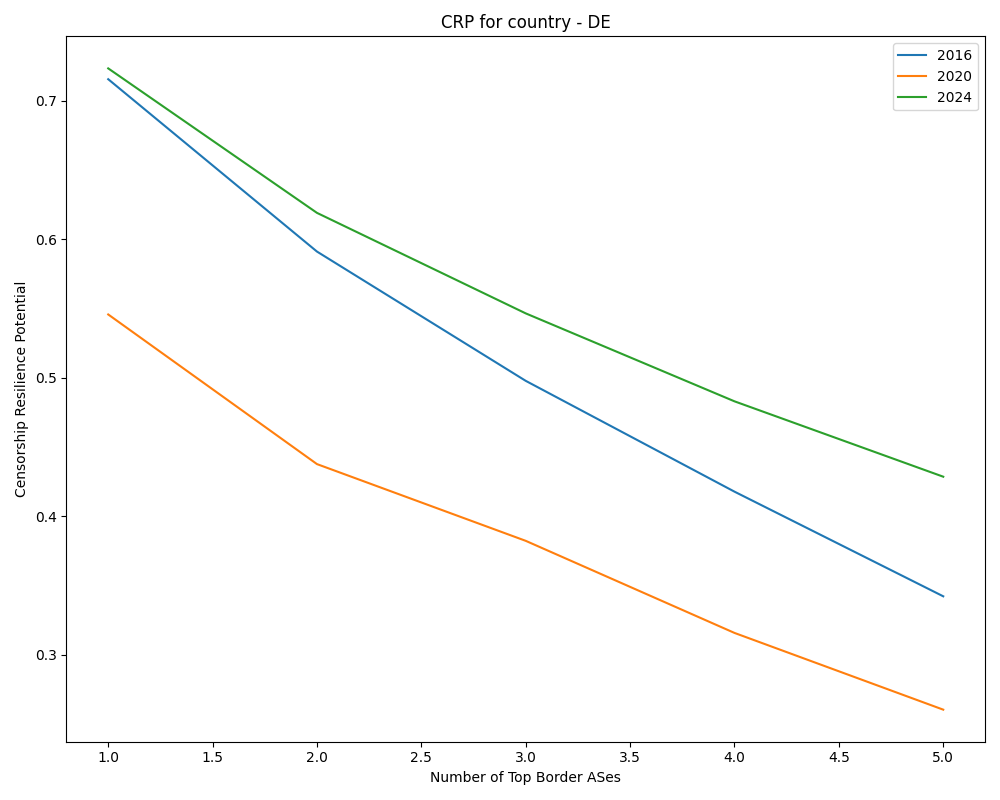 CRP for country - DE
2016
2020
2024
Censorship Resilience Potential
0.7
0.6
0.5
0.4
0.3
1.0 1.5 2.0 2.5 3.0 3.5 4.0 4.5 5.0
Number of Top Border ASes